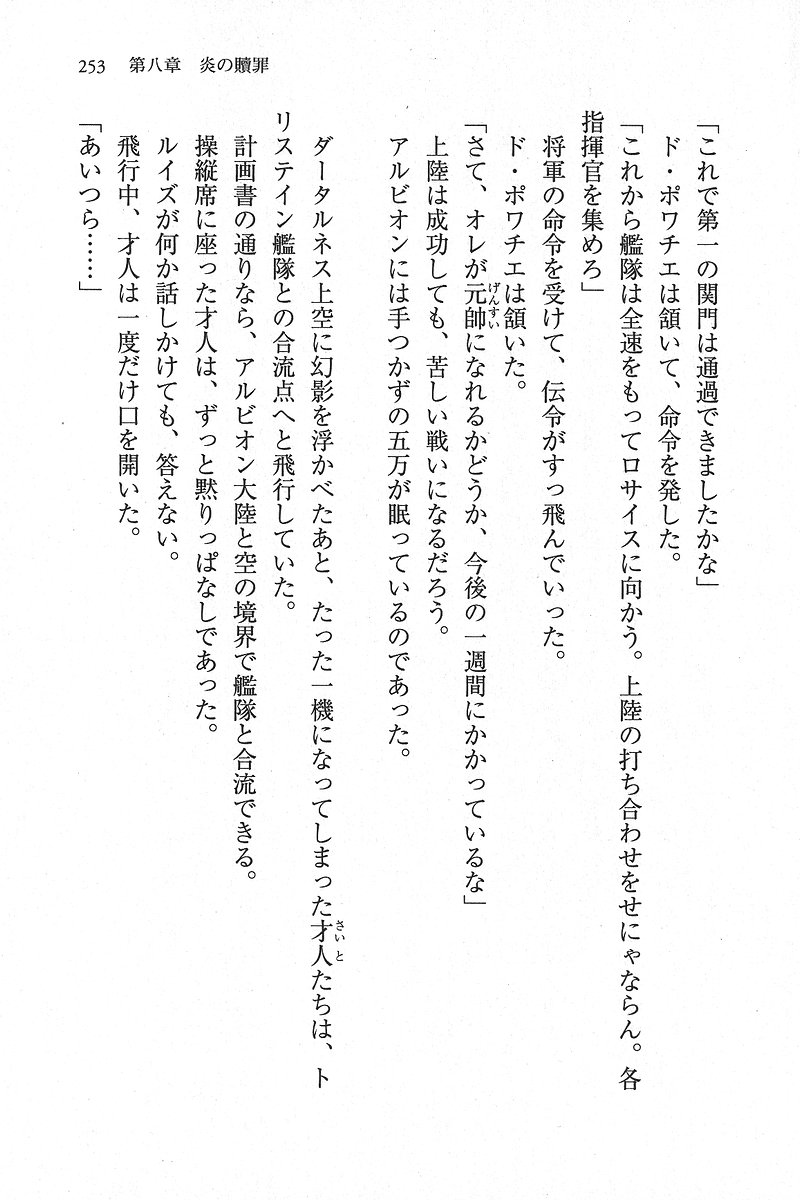 253　第八章　炎の贖罪
「これで第一の関門は通過できましたかな」
ド・ポワチエは頷いて、命令を発した。
「これから艦隊は全速をもってロサイスに向かう。上陸の打ち合わせをせにゃならん。各
指揮官を集めろ」
将軍の命令を受けて、伝令がすっ飛んでいった。
ド・ポワチエは頷いた。
「さて、オレが元帥になれるかどうか、今後の一週間にかかっているな」
上陸は成功しても、苦しい戦いになるだろう。
アルビオンには手つかずの五万が眠っているのであった。
ダータルネス上空に幻影を浮かべたあと、たった一機になってしまった才人たちは、ト
リステイン艦隊との合流点へと飛行していた。
計画書の通りなら、アルビオン大陸と空の境界で艦隊と合流できる。
操縦席に座った才人は、ずっと黙りっぱなしであった。
ルイズが何か話しかけても、答えない。
飛行中、才人は一度だけ口を開いた。
「あいつら……」